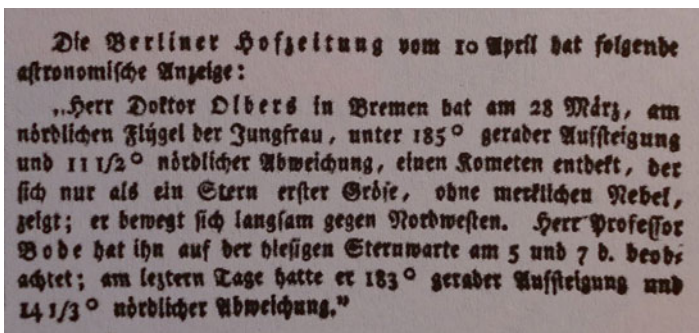 Die Berliner Hofzeitung vom 10 April hat folgende
astronomische Anzeige:
„Herr Doktor Olbers in Bremen hat am 28 März, am
nördlichen Flügel der Jungfrau, unter 185° gerader Aufsteigung
und 11 1/2° nördlicher Abweichung, einen Kometen entdekt, der
sich nur als ein Stern erster Gröſse, ohne merklichen Nebel,
zeigt; er bewegt sich langsam gegen Nordwesten. Herr Professor
Bode hat ihn auf der hiesigen Sternwarte am 5 und 7 d. beob-
achtet; am leztern Tage hatte er 183° gerader Aufsteigung und
14 1/3° nördlicher Abweichung.”